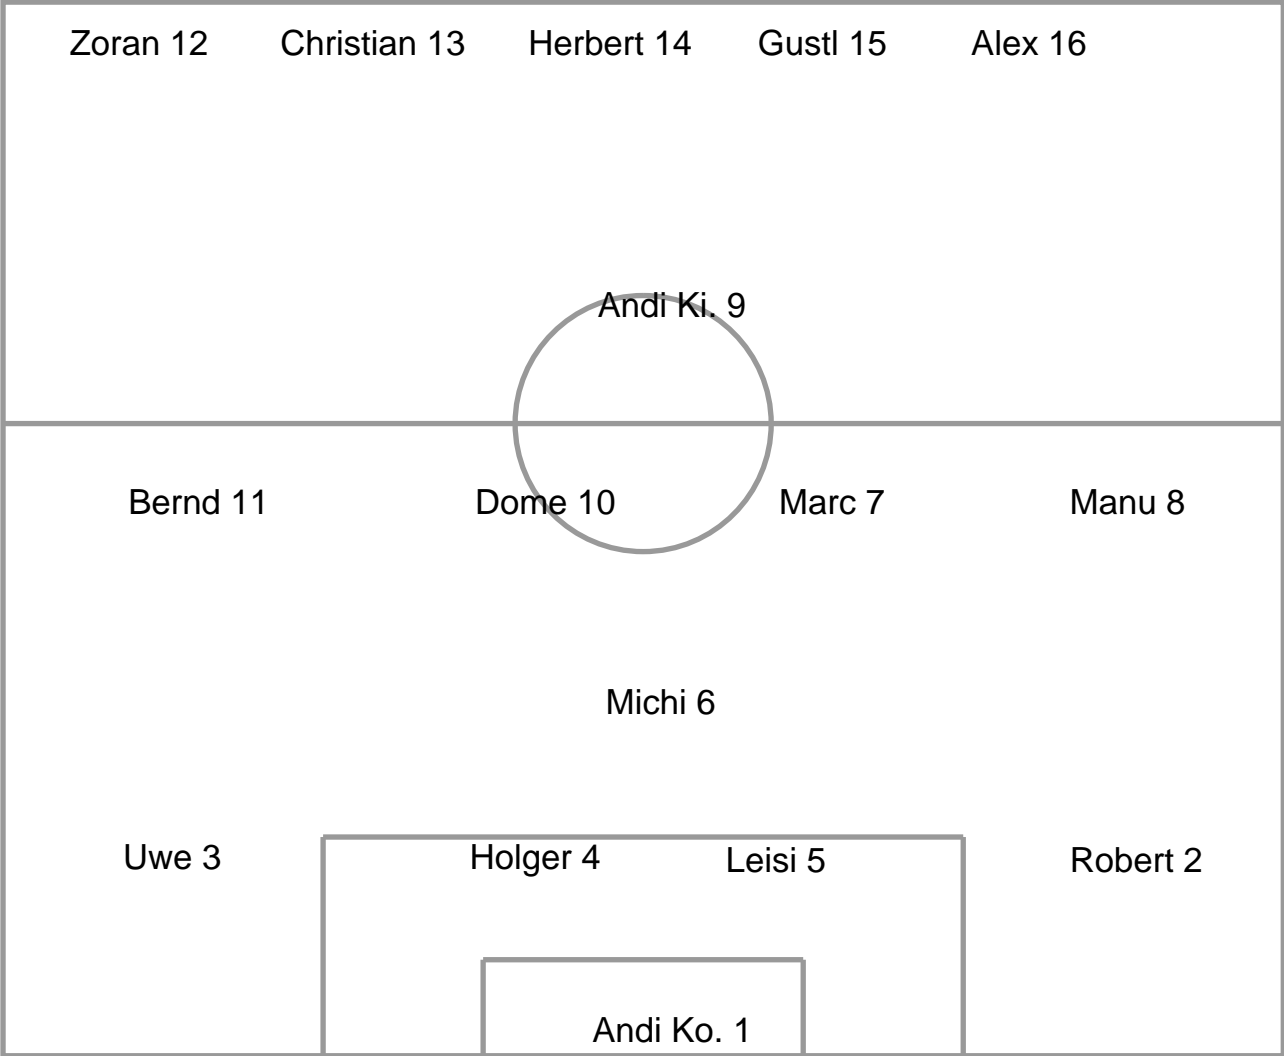 Zoran 12 Christian 13 Herbert 14 Gustl 15 Alex 16
Andi Ki. 9
Bernd 11 Dome 10 Marc 7 Manu 8
Michi 6
Uwe 3 Holger 4 Leisi 5 Robert 2
Andi Ko. 1